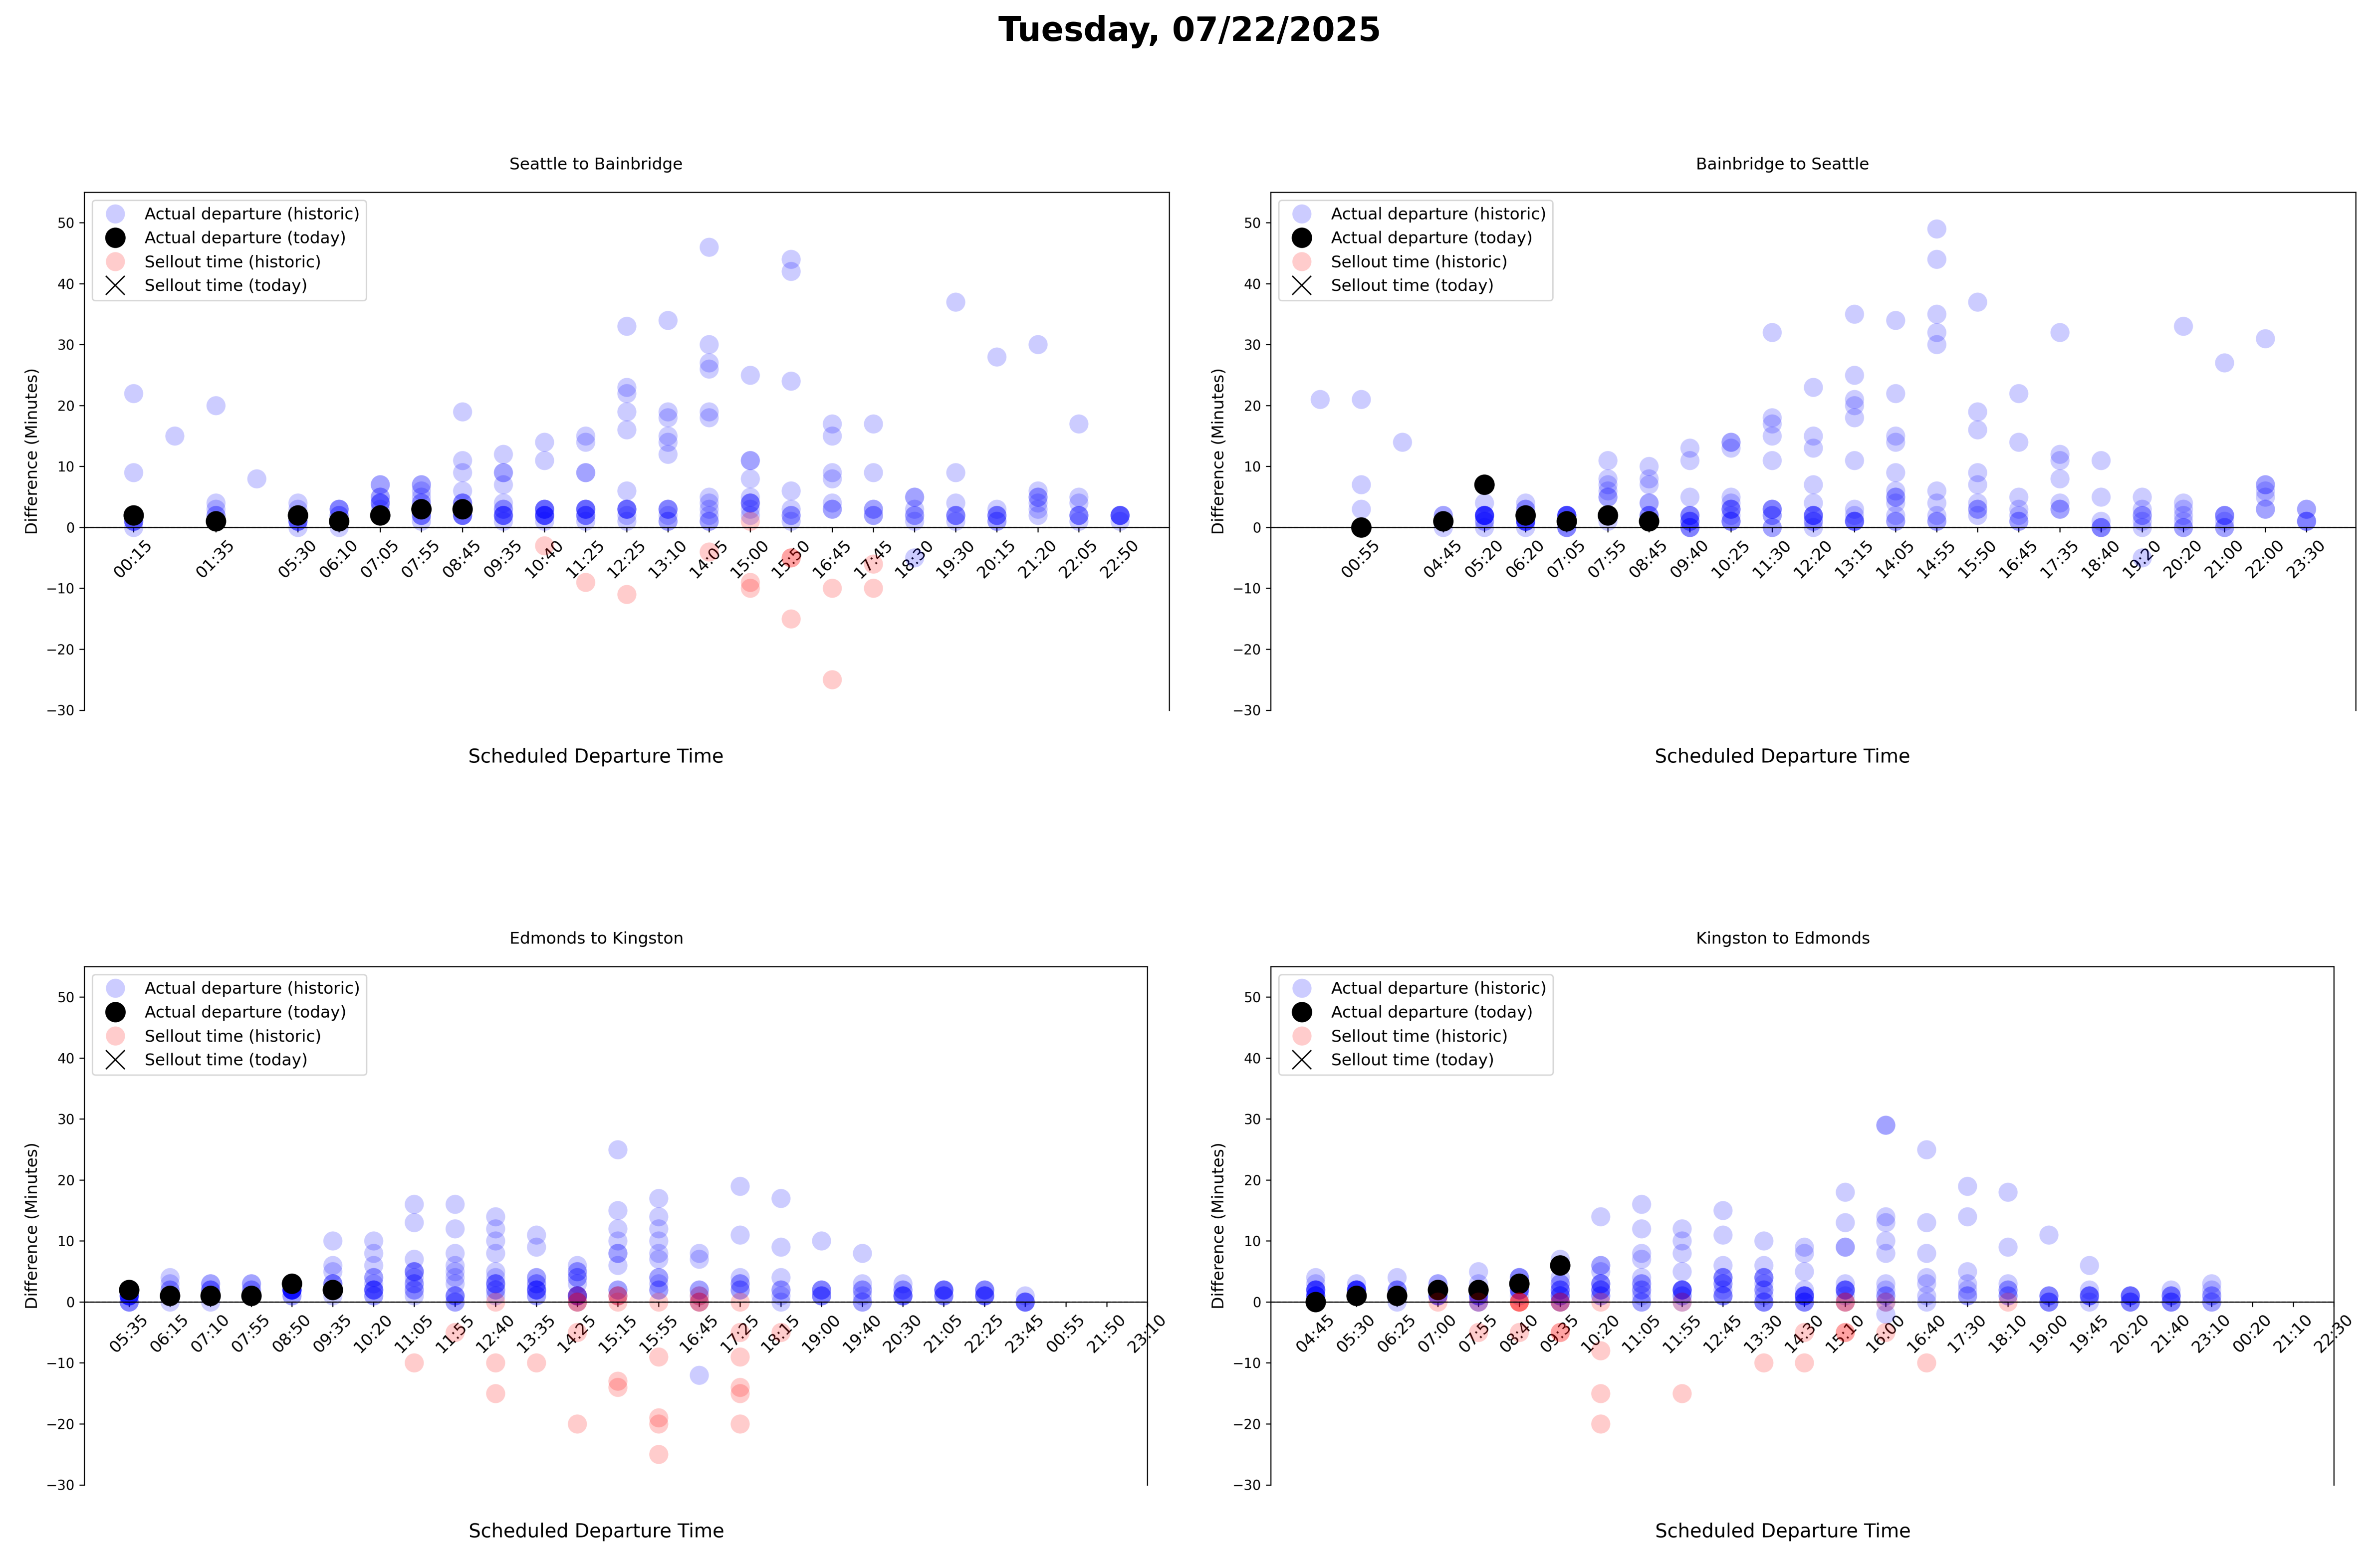 Tuesday, 07/22/2025
Seattle to Bainbridge
Actual departure (historic)
Actual departure (today)
Sellout time (historic)
Sellout time (today)
Difference (Minutes)
50
40
30
20
10
0
−10
−20
−30
00:15 01:35 05:30 06:10 07:05 07:55 08:45 09:35 10:40 11:25 12:25 13:10 14:05 15:00 15:50 16:45 17:45 18:30 19:30 20:15 21:20 22:05 22:50
Scheduled Departure Time
Bainbridge to Seattle
Actual departure (historic)
Actual departure (today)
Sellout time (historic)
Sellout time (today)
Difference (Minutes)
50
40
30
20
10
0
−10
−20
−30
00:55 04:45 05:20 06:20 07:05 07:55 08:45 09:40 10:25 11:30 12:20 13:15 14:05 14:55 15:50 16:45 17:35 18:40 19:20 20:20 21:00 22:00 23:30
Scheduled Departure Time
Edmonds to Kingston
Actual departure (historic)
Actual departure (today)
Sellout time (historic)
Sellout time (today)
Difference (Minutes)
50
40
30
20
10
0
−10
−20
−30
05:35 06:15 07:10 07:55 08:50 09:35 10:20 11:05 11:55 12:40 13:35 14:25 15:15 15:55 16:45 17:25 18:15 19:00 19:40 20:30 21:05 22:25 23:45 00:55 21:50 23:10
Scheduled Departure Time
Kingston to Edmonds
Actual departure (historic)
Actual departure (today)
Sellout time (historic)
Sellout time (today)
Difference (Minutes)
50
40
30
20
10
0
−10
−20
−30
04:45 05:30 06:25 07:00 07:55 08:40 09:35 10:20 11:05 11:55 12:45 13:30 14:30 15:10 16:00 16:40 17:30 18:10 19:00 19:45 20:20 21:40 23:10 00:20 21:10 22:30
Scheduled Departure Time